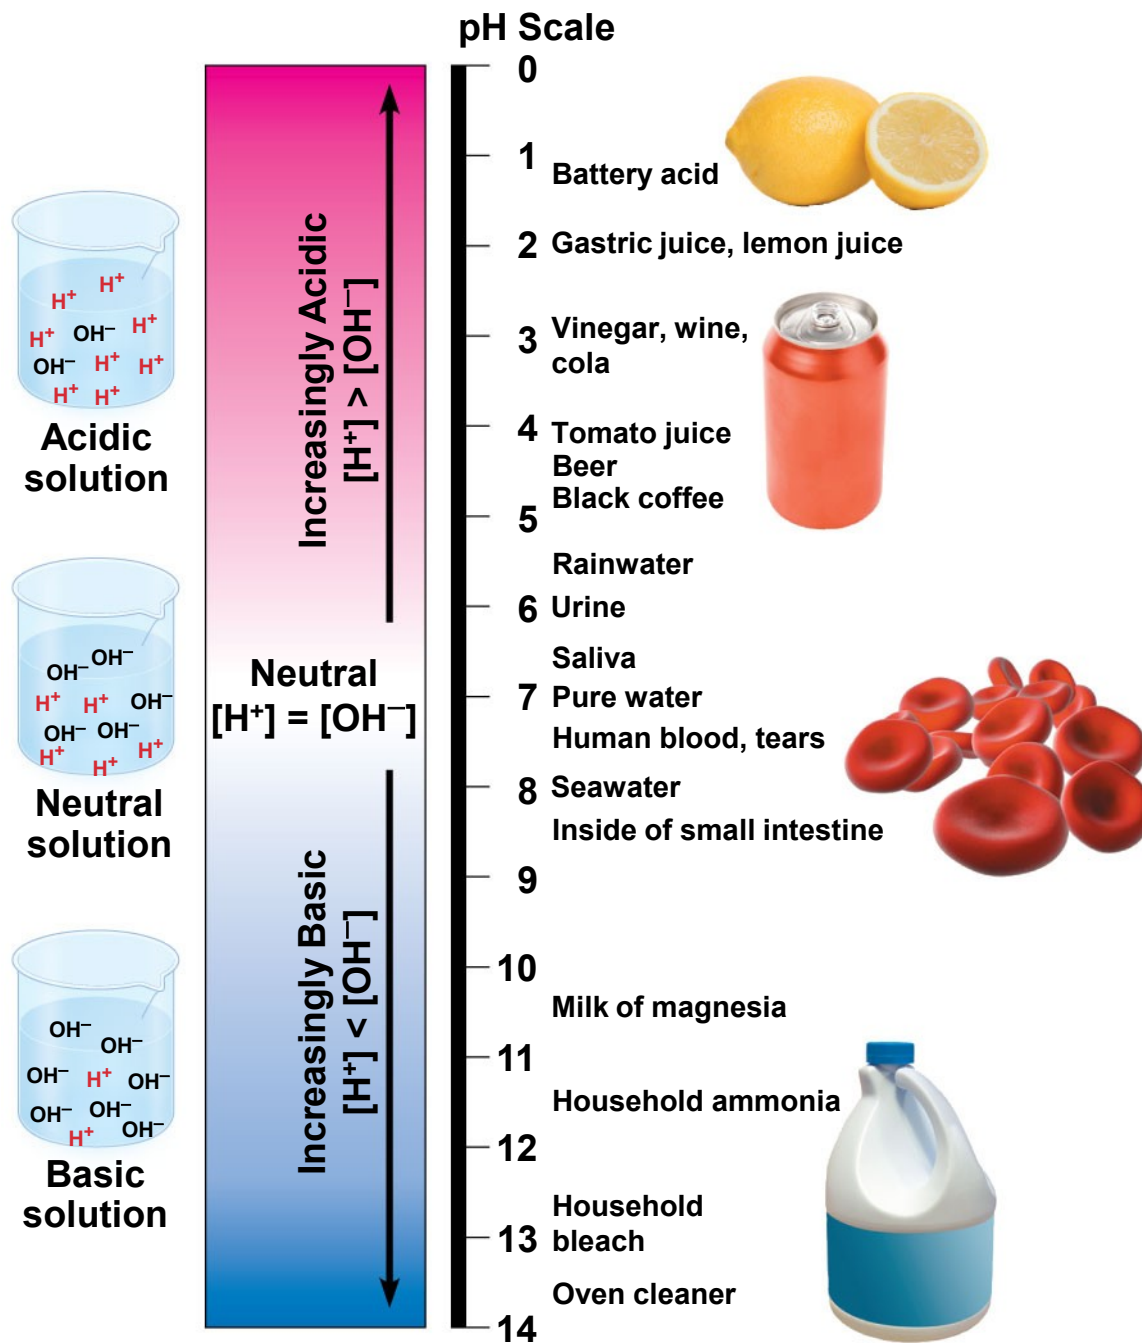 pH Scale
0
1
Battery acid
2
Gastric juice, lemon juice
3
Vinegar, wine,
cola
4
Tomato juice
Beer
Black coffee
5
Rainwater
6
Urine
Saliva
7
Pure water
Human blood, tears
8
Seawater
Inside of small intestine
9
10
Milk of magnesia
11
Household ammonia
12
Household
bleach
13
Oven cleaner
14
Increasingly Acidic
[H⁺] > [OH⁻]
Neutral
[H⁺] = [OH⁻]
Increasingly Basic
[H⁺] < [OH⁻]
H⁺
H⁺
H⁺
OH⁻
H⁺
OH⁻
H⁺
H⁺
H⁺
H⁺
Acidic
solution
OH⁻
OH⁻
H⁺
H⁺
OH⁻
OH⁻
OH⁻
H⁺
H⁺
H⁺
Neutral
solution
OH⁻
OH⁻
OH⁻
H⁺
OH⁻
OH⁻
OH⁻
H⁺
OH⁻
Basic
solution